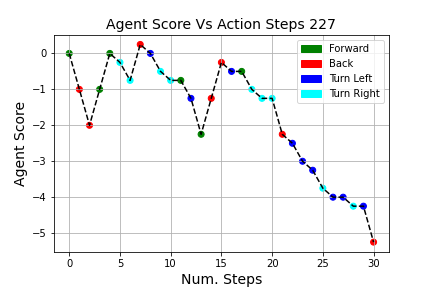 Agent Score Vs Action Steps 227
Forward
Back
Turn Left
Turn Right
Agent Score
0
−1
−2
−3
−4
−5
0 5 10 15 20 25 30
Num. Steps